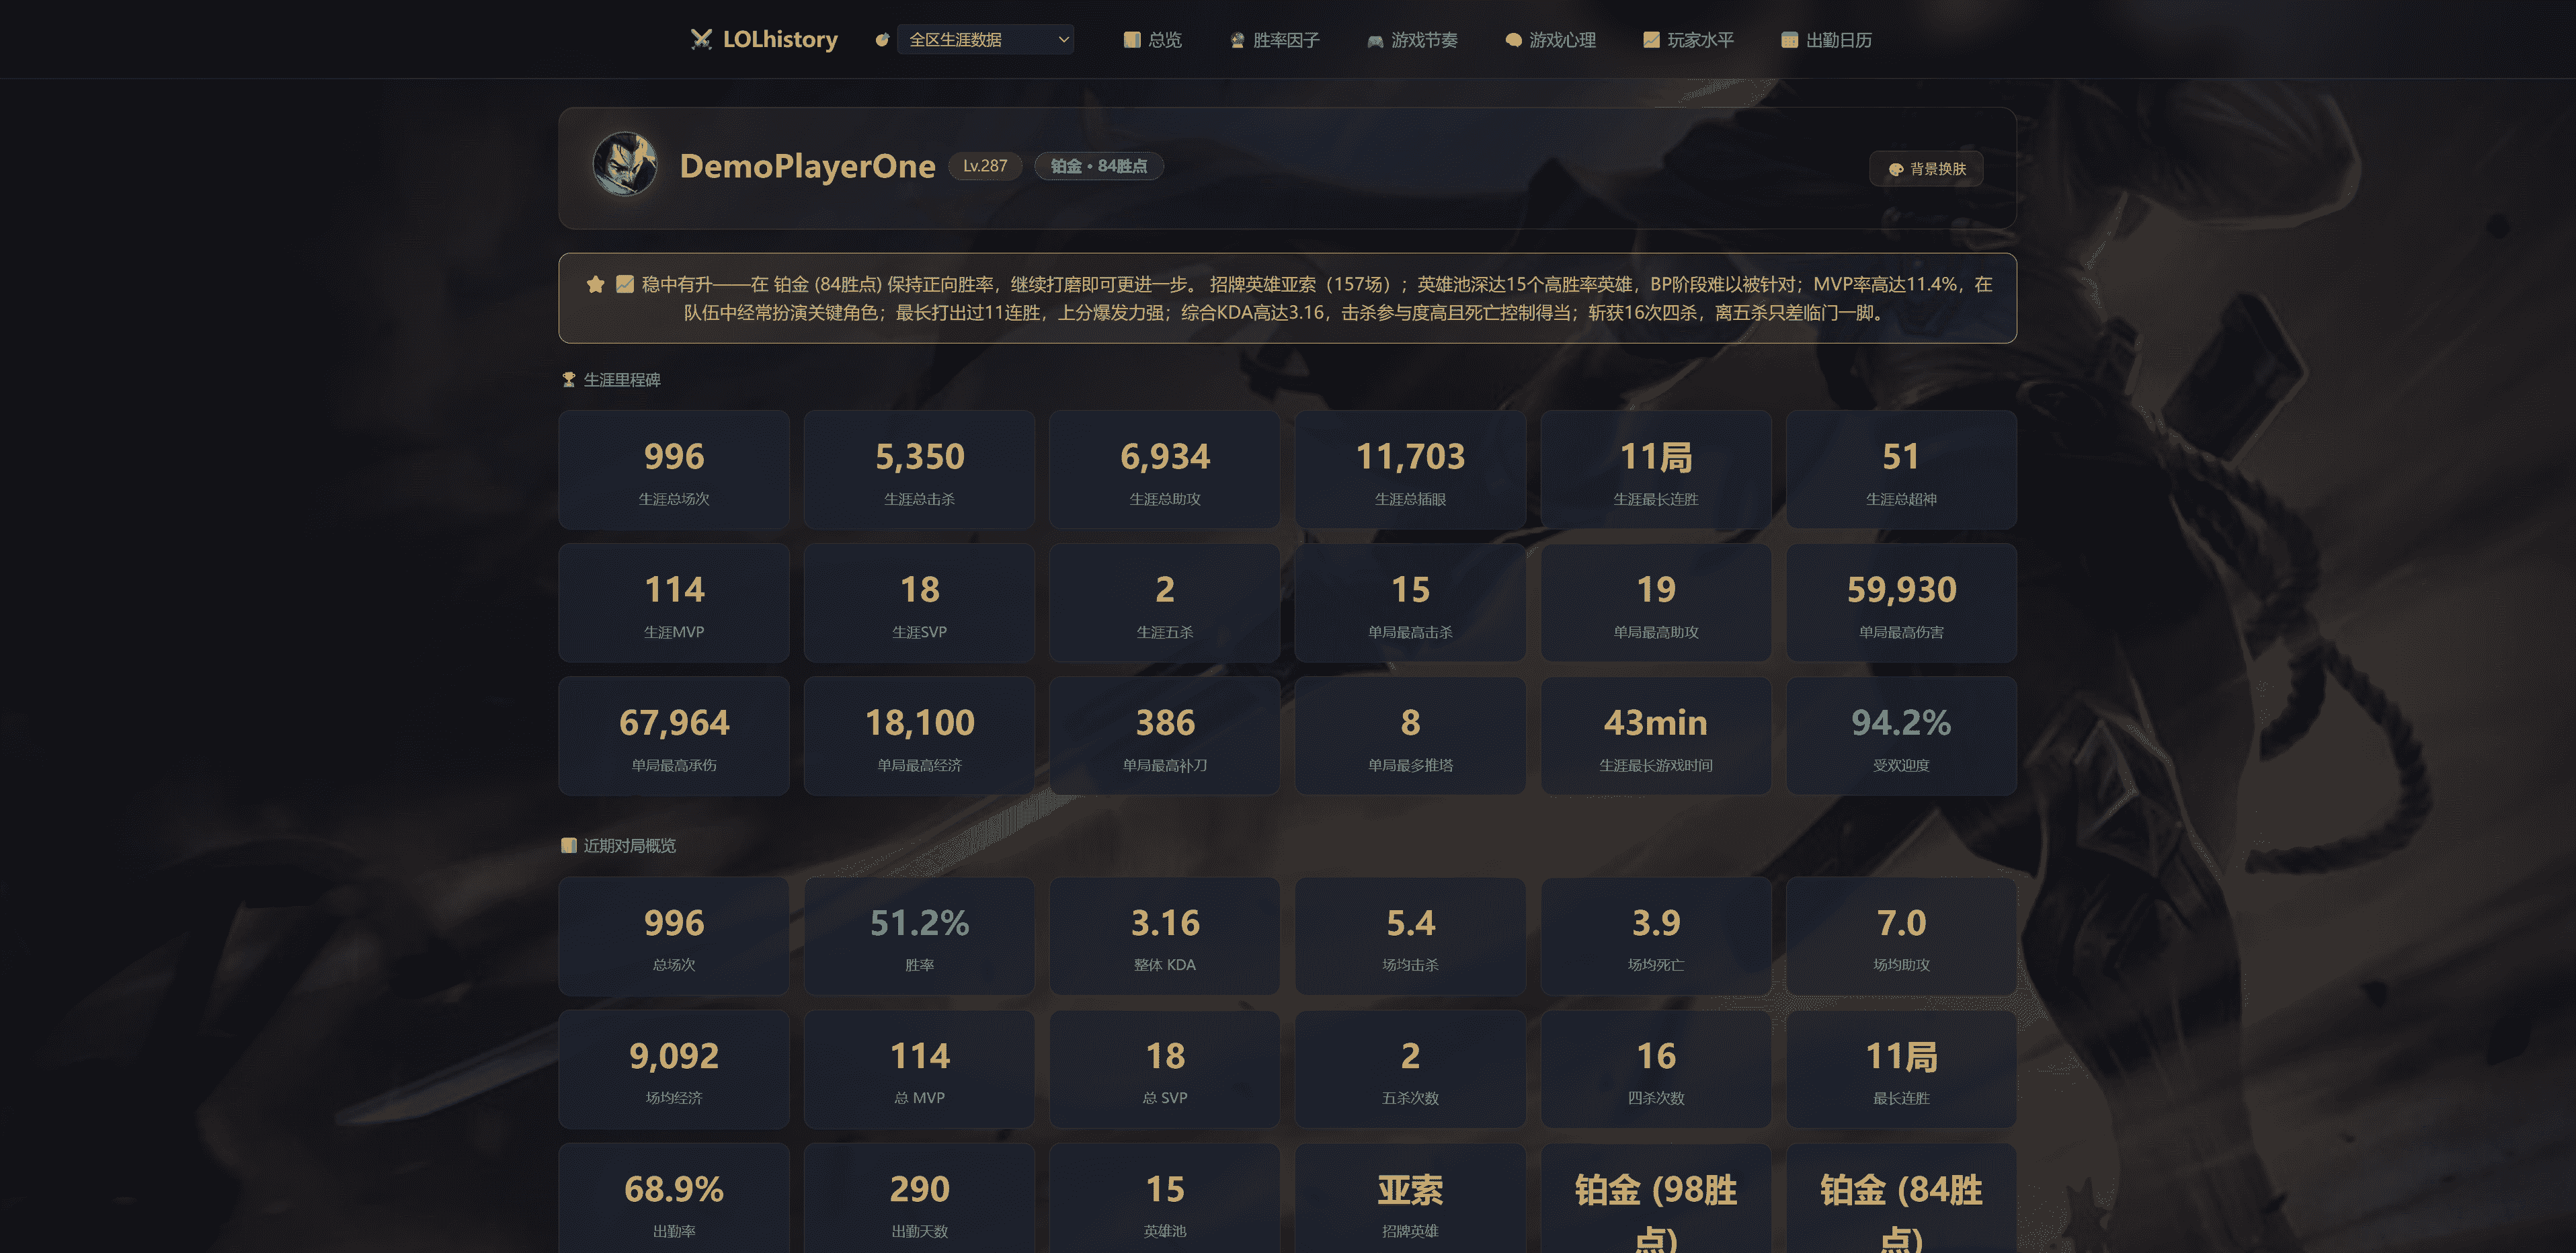 LOLhistory
全区生涯数据
总览
胜率因子
游戏节奏
游戏心理
玩家水平
出勤日历
DemoPlayerOne
Lv.287
铂金·84胜点
背景换肤
稳中有升——在 铂金 (84胜点) 保持正向胜率，继续打磨即可更进一步。 招牌英雄亚索（157场）；英雄池深达15个高胜率英雄，BP阶段难以被针对；MVP率高达11.4%，在
队伍中经常扮演关键角色；最长打出过11连胜，上分爆发力强；综合KDA高达3.16，击杀参与度高且死亡控制得当；斩获16次四杀，离五杀只差临门一脚。
生涯里程碑
996
生涯总场次
5,350
生涯总击杀
6,934
生涯总助攻
11,703
生涯总插眼
11局
生涯最长连胜
51
生涯总超神
114
生涯MVP
18
生涯SVP
2
生涯五杀
15
单局最高击杀
19
单局最高助攻
59,930
单局最高伤害
67,964
单局最高承伤
18,100
单局最高经济
386
单局最高补刀
8
单局最多推塔
43min
生涯最长游戏时间
94.2%
受欢迎度
近期对局概览
996
总场次
51.2%
胜率
3.16
整体 KDA
5.4
场均击杀
3.9
场均死亡
7.0
场均助攻
9,092
场均经济
114
总 MVP
18
总 SVP
2
五杀次数
16
四杀次数
11局
最长连胜
68.9%
出勤率
290
出勤天数
15
英雄池
亚索
招牌英雄
铂金 (98胜
点)
铂金 (84胜
点)